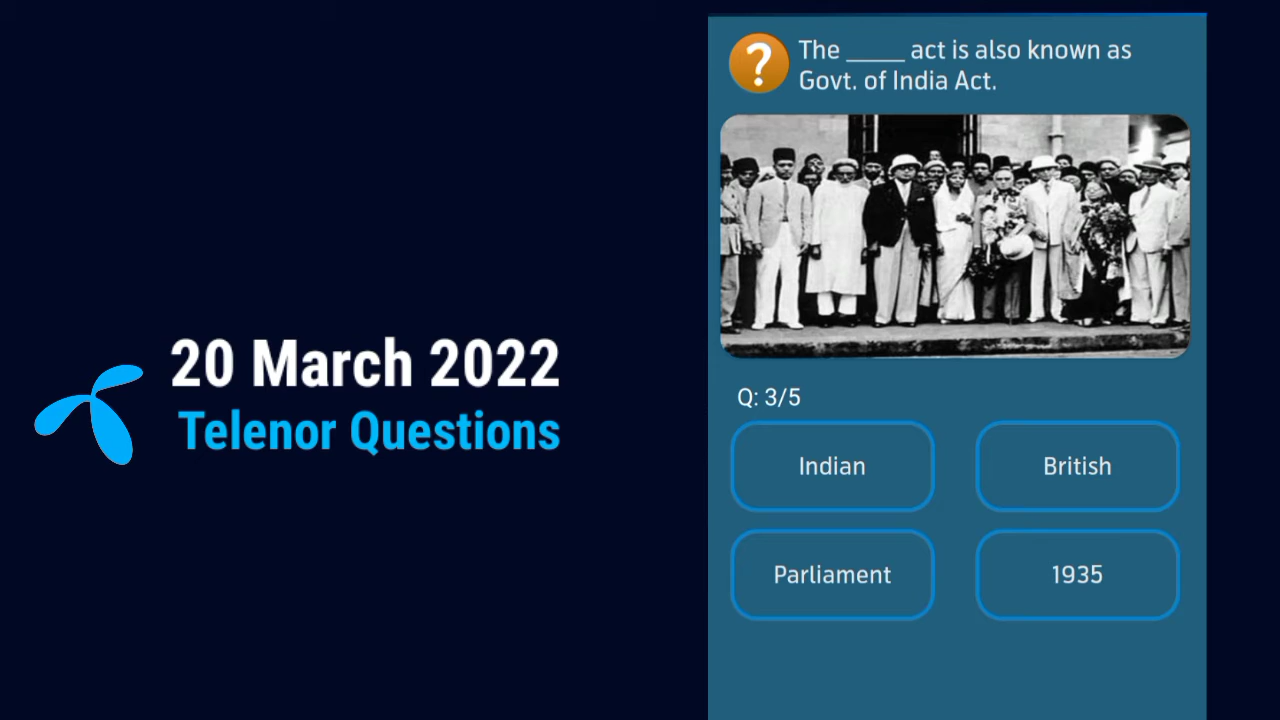 20 March 2022
Telenor Questions
?
The _____ act is also known as
Govt. of India Act.
Q: 3/5
Indian
British
Parliament
1935